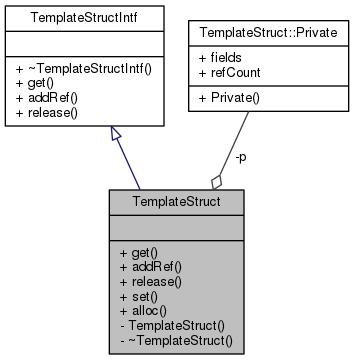 TemplateStructIntf
+ ~TemplateStructIntf()
+ get()
+ addRef()
+ release()
TemplateStruct::Private
+ fields
+ refCount
+ Private()
-p
TemplateStruct
+ get()
+ addRef()
+ release()
+ set()
+ alloc()
- TemplateStruct()
- ~TemplateStruct()